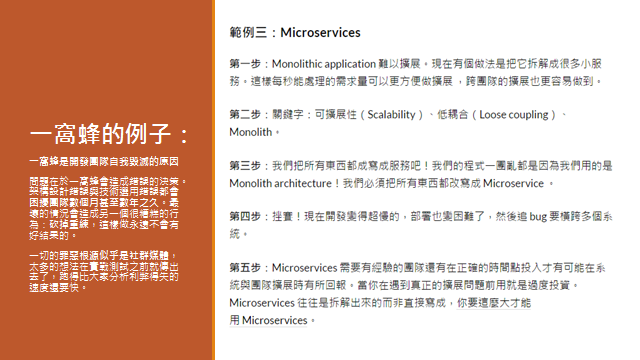 一窩蜂的例子：
一窩蜂是開發團隊自我毀滅的原因
問題在於一窩蜂會造成錯誤的決策。
架構設計錯誤與技術選用錯誤都會
困擾團隊數個月甚至數年之久。最
壞的情況會造成另一個很糟糕的行
為：砍掉重練，這樣做永遠不會有
好結果的。
一切的罪惡根源似乎是社群媒體，
太多的想法在實戰測試之前就傳出
去了，跑得比大家分析利弊得失的
速度還要快。
範例三：Microservices
第一步：Monolithic application 難以擴展。現在有個做法是把它拆解成很多小服
務。這樣每秒能處理的需求量可以更方便做擴展，跨團隊的擴展也更容易做到。
第二步：關鍵字：可擴展性（Scalability）、低耦合（Loose coupling）、
Monolith。
第三步：我們把所有東西都成寫成服務吧！我們的程式一團亂都是因為我們用的是
Monolith architecture！我們必須把所有東西都改寫成 Microservice 。
第四步：挫賽！現在開發變得超慢的，部署也變困難了，然後追 bug 要橫跨多個系
統。
第五步：Microservices 需要有經驗的團隊還有在正確的時間點投入才有可能在系
統與團隊擴展時有所回報。當你在遇到真正的擴展問題前用就是過度投資。
Microservices 往往是拆解出來的而非直接寫成，你要這麼大才能
用 Microservices。